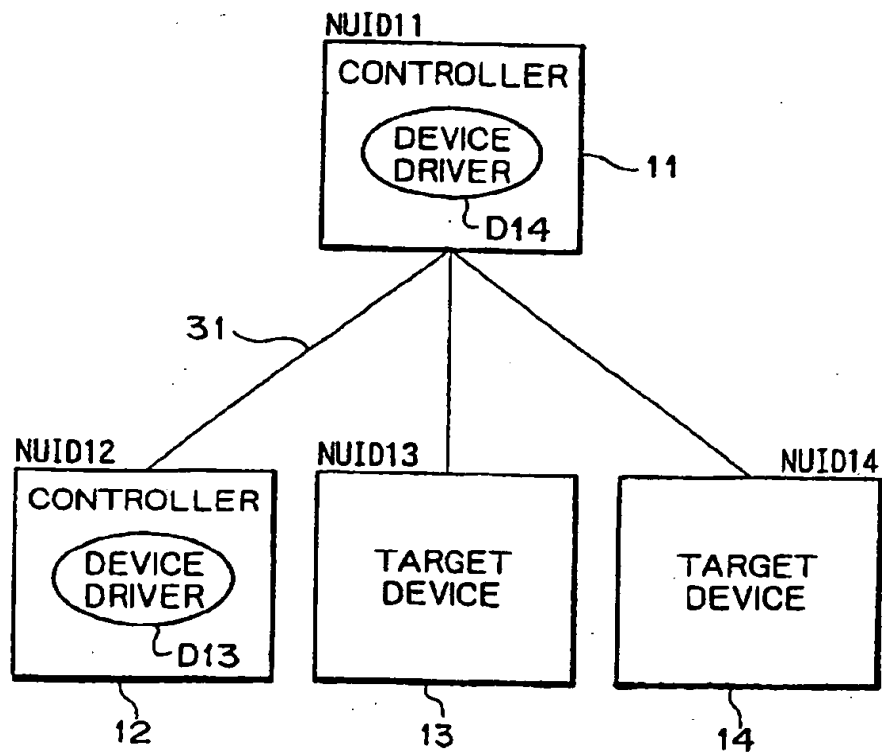 NUID11
CONTROLLER
DEVICE
DRIVER
11
D14
31
NUID12
NUID13
NUID14
CONTROLLER
DEVICE
DRIVER
D13
TARGET
DEVICE
TARGET
DEVICE
12
13
14